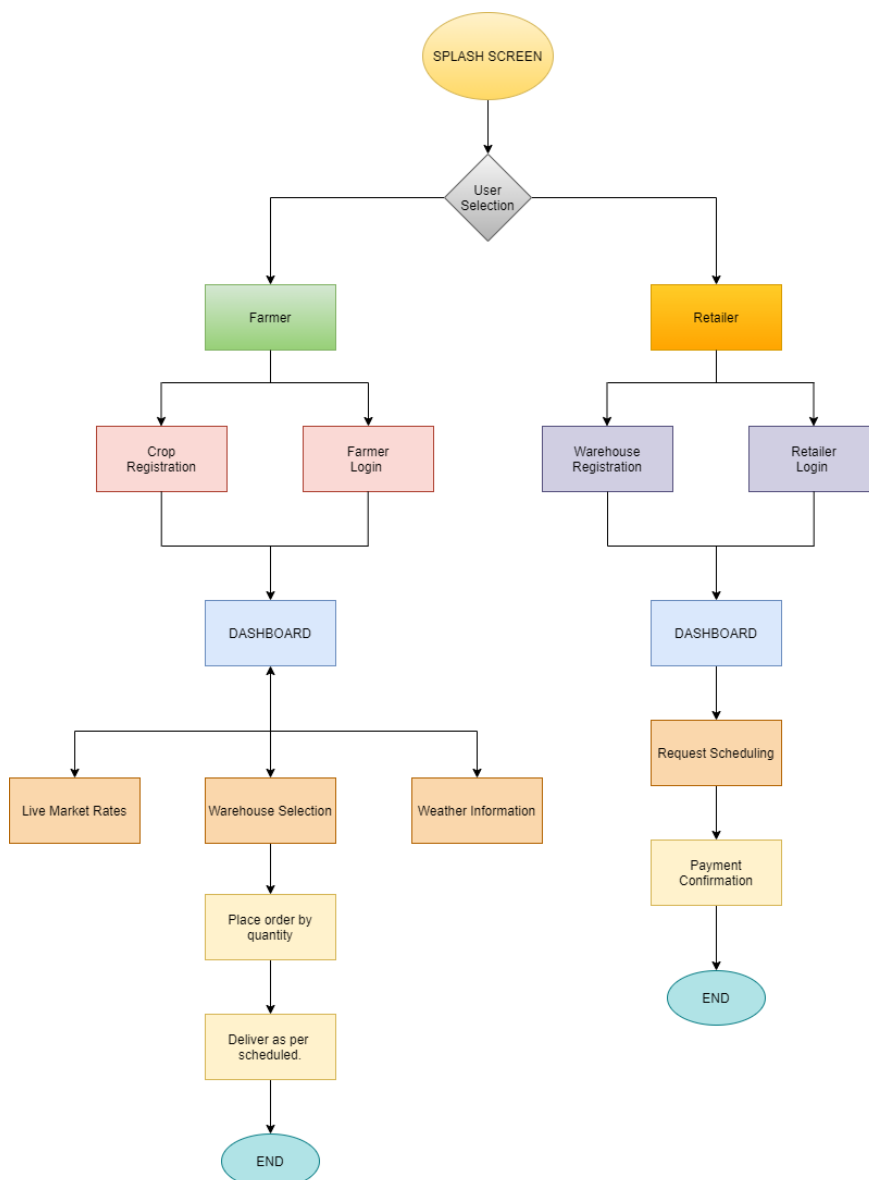 SPLASH SCREEN
User
Selection
Farmer
Retailer
Crop
Registration
Farmer
Login
Warehouse
Registration
Retailer
Login
DASHBOARD
DASHBOARD
Request Scheduling
Live Market Rates
Warehouse Selection
Weather Information
Payment
Confirmation
Place order by
quantity
END
Deliver as per
scheduled.
END